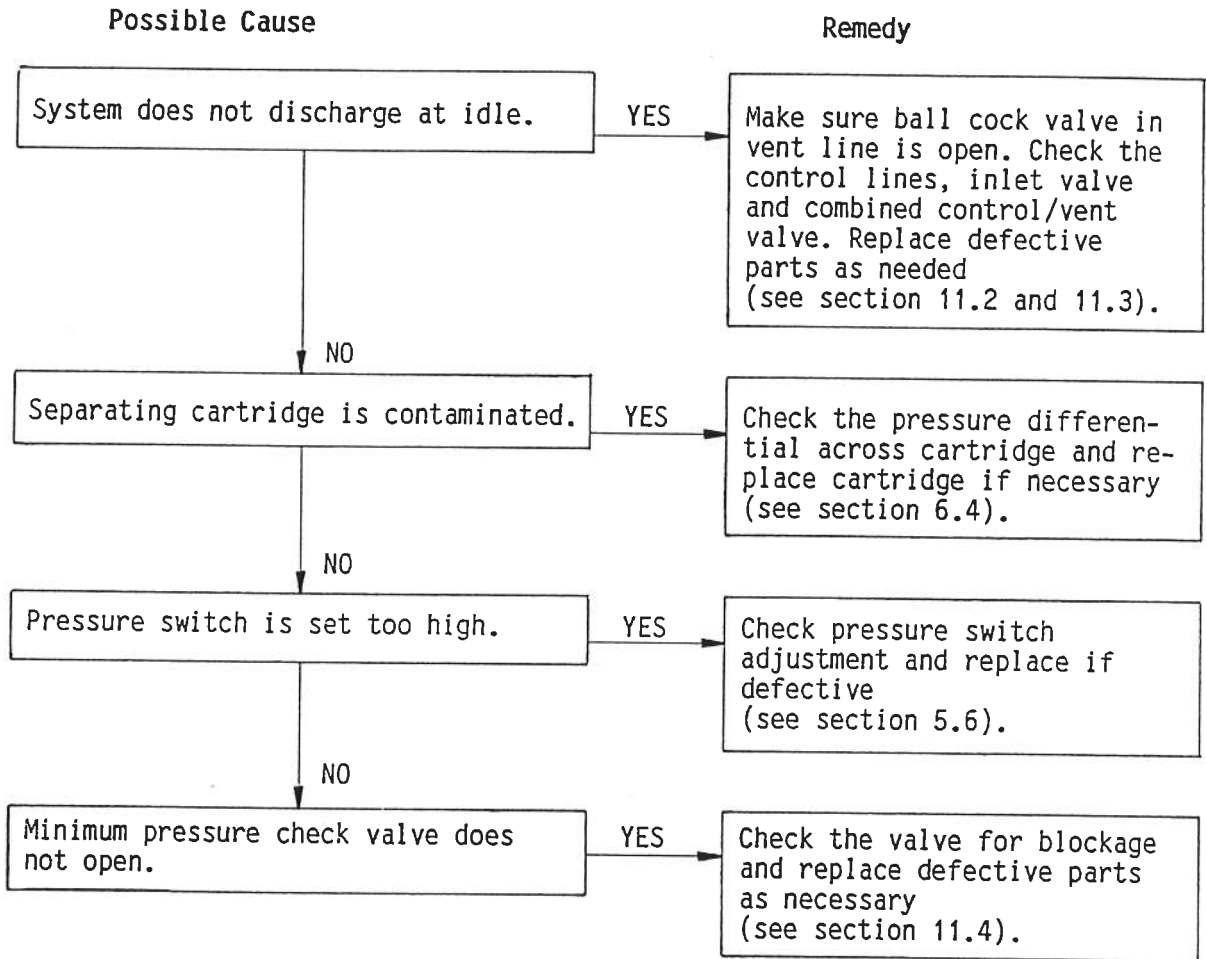 Possible Cause
Remedy
System does not discharge at idle.
YES
Make sure ball cock valve in
vent line is open. Check the
control lines, inlet valve
and combined control/vent
valve. Replace defective
parts as needed
(see section 11.2 and 11.3).
NO
Separating cartridge is contaminated.
YES
Check the pressure differen-
tial across cartridge and re-
place cartridge if necessary
(see section 6.4).
NO
Pressure switch is set too high.
YES
Check pressure switch
adjustment and replace if
defective
(see section 5.6).
NO
Minimum pressure check valve does
not open.
YES
Check the valve for blockage
and replace defective parts
as necessary
(see section 11.4).